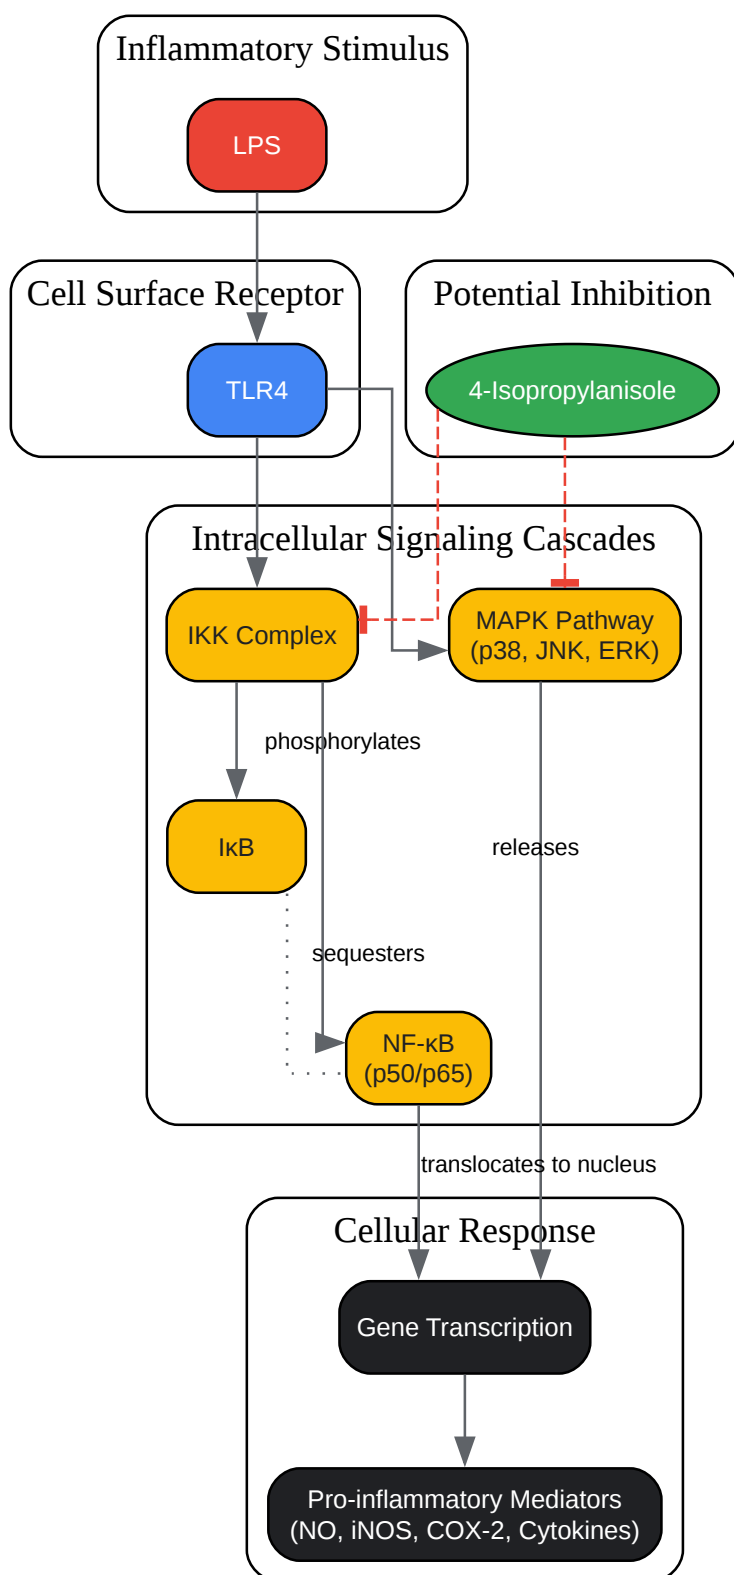 Inflammatory Stimulus
LPS
Cell Surface Receptor
Potential Inhibition
TLR4
4-Isopropylanisole
Intracellular Signaling Cascades
IKK Complex
MAPK Pathway
(p38, JNK, ERK)
phosphorylates
IκB
releases
sequesters
NF-κB
(p50/p65)
translocates to nucleus
Cellular Response
Gene Transcription
Pro-inflammatory Mediators
(NO, iNOS, COX-2, Cytokines)